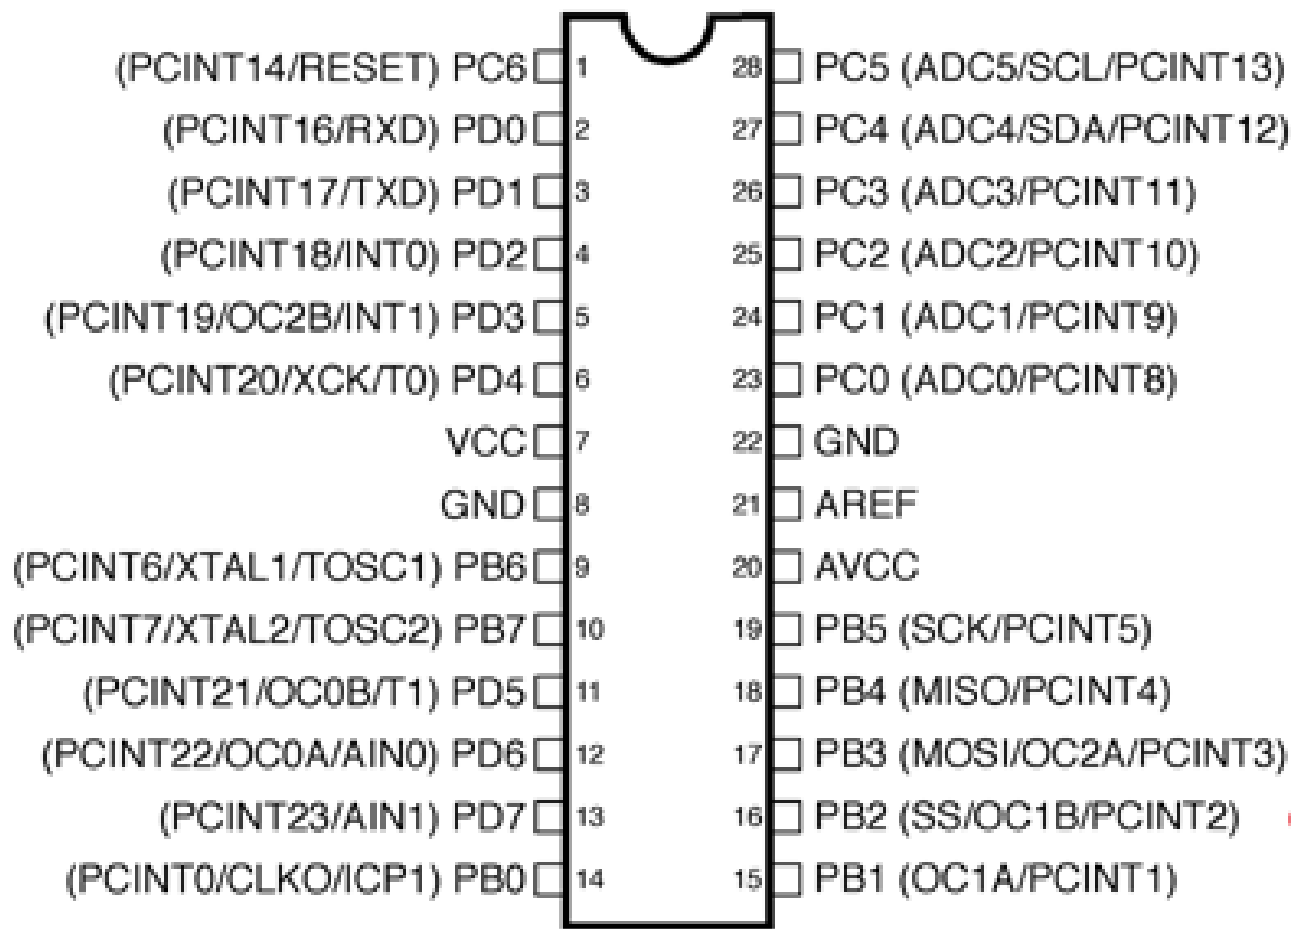 (PCINT14/RESET) PC6 1 28 PC5 (ADC5/SCL/PCINT13)
(PCINT16/RXD) PD0 2 27 PC4 (ADC4/SDA/PCINT12)
(PCINT17/TXD) PD1 3 26 PC3 (ADC3/PCINT11)
(PCINT18/INT0) PD2 4 25 PC2 (ADC2/PCINT10)
(PCINT19/OC2B/INT1) PD3 5 24 PC1 (ADC1/PCINT9)
(PCINT20/XCK/T0) PD4 6 23 PC0 (ADC0/PCINT8)
VCC 7 22 GND
GND 8 21 AREF
(PCINT6/XTAL1/TOSC1) PB6 9 20 AVCC
(PCINT7/XTAL2/TOSC2) PB7 10 19 PB5 (SCK/PCINT5)
(PCINT21/OC0B/T1) PD5 11 18 PB4 (MISO/PCINT4)
(PCINT22/OC0A/AIN0) PD6 12 17 PB3 (MOSI/OC2A/PCINT3)
(PCINT23/AIN1) PD7 13 16 PB2 (SS/OC1B/PCINT2)
(PCINT0/CLKO/ICP1) PB0 14 15 PB1 (OC1A/PCINT1)